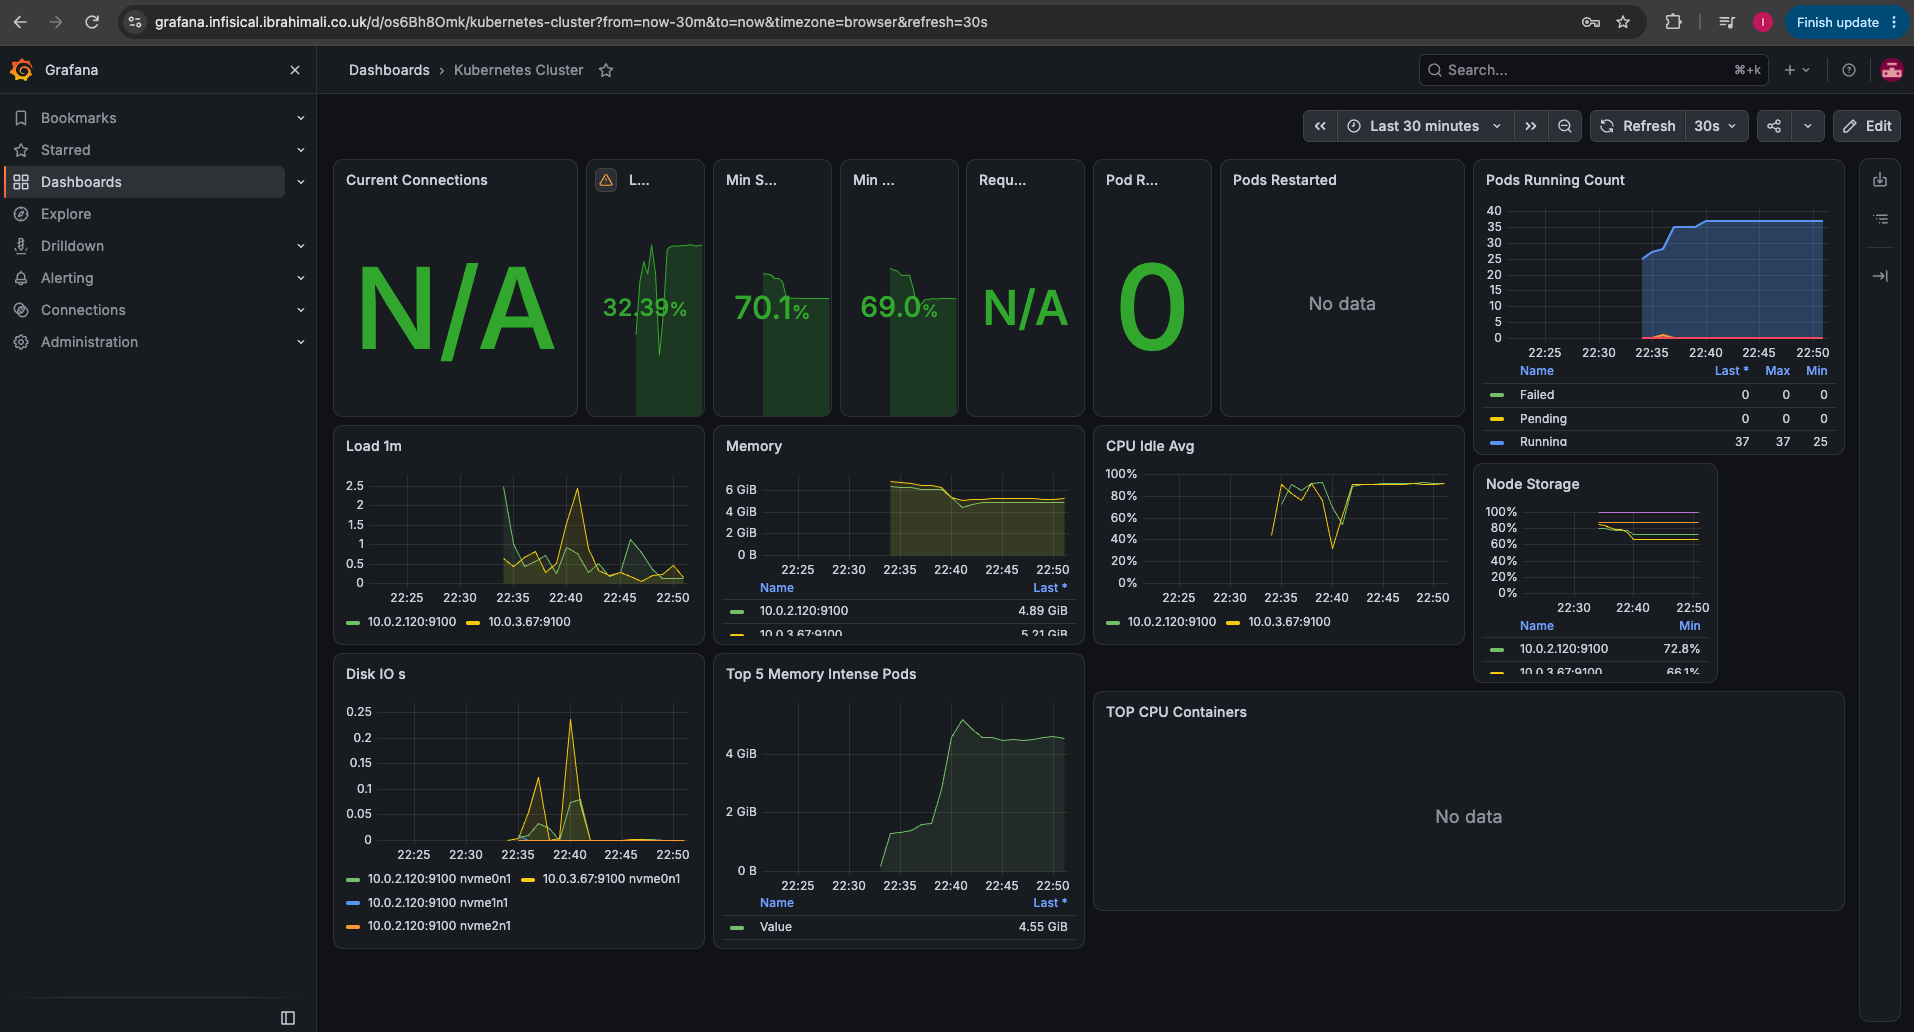 grafana.infisical.ibrahimali.co.uk/d/os6Bh8Omk/kubernetes-cluster?from=now-30m&to=now&timezone=browser&refresh=30s
I
Finish update
Grafana
Dashboards › Kubernetes Cluster
Search...
⌘+k
Bookmarks
Starred
Dashboards
Explore
Drilldown
Alerting
Connections
Administration
Last 30 minutes
Refresh
30s
Edit
Current Connections
N/A
L...
32.39%
Min S...
70.1%
Min ...
69.0%
Requ...
N/A
Pod R...
0
Pods Restarted
No data
Pods Running Count
40
35
30
25
20
15
10
5
0
22:25 22:30 22:35 22:40 22:45 22:50
Name Last * Max Min
Failed 0 0 0
Pending 0 0 0
Running 37 37 25
Load 1m
2.5
2
1.5
1
0.5
0
22:25 22:30 22:35 22:40 22:45 22:50
10.0.2.120:9100 10.0.3.67:9100
Memory
6 GiB
4 GiB
2 GiB
0 B
22:25 22:30 22:35 22:40 22:45 22:50
Name Last *
10.0.2.120:9100 4.89 GiB
10.0.3.67:9100 5.21 GiB
CPU Idle Avg
100%
80%
60%
40%
20%
0%
22:25 22:30 22:35 22:40 22:45 22:50
10.0.2.120:9100 10.0.3.67:9100
Node Storage
100%
80%
60%
40%
20%
0%
22:30 22:40 22:50
Name Min
10.0.2.120:9100 72.8%
10.0.3.67:9100 66.1%
Disk IO s
0.25
0.2
0.15
0.1
0.05
0
22:25 22:30 22:35 22:40 22:45 22:50
10.0.2.120:9100 nvme0n1 10.0.3.67:9100 nvme0n1
10.0.2.120:9100 nvme1n1
10.0.2.120:9100 nvme2n1
Top 5 Memory Intense Pods
4 GiB
2 GiB
0 B
22:25 22:30 22:35 22:40 22:45 22:50
Name Last *
Value 4.55 GiB
TOP CPU Containers
No data